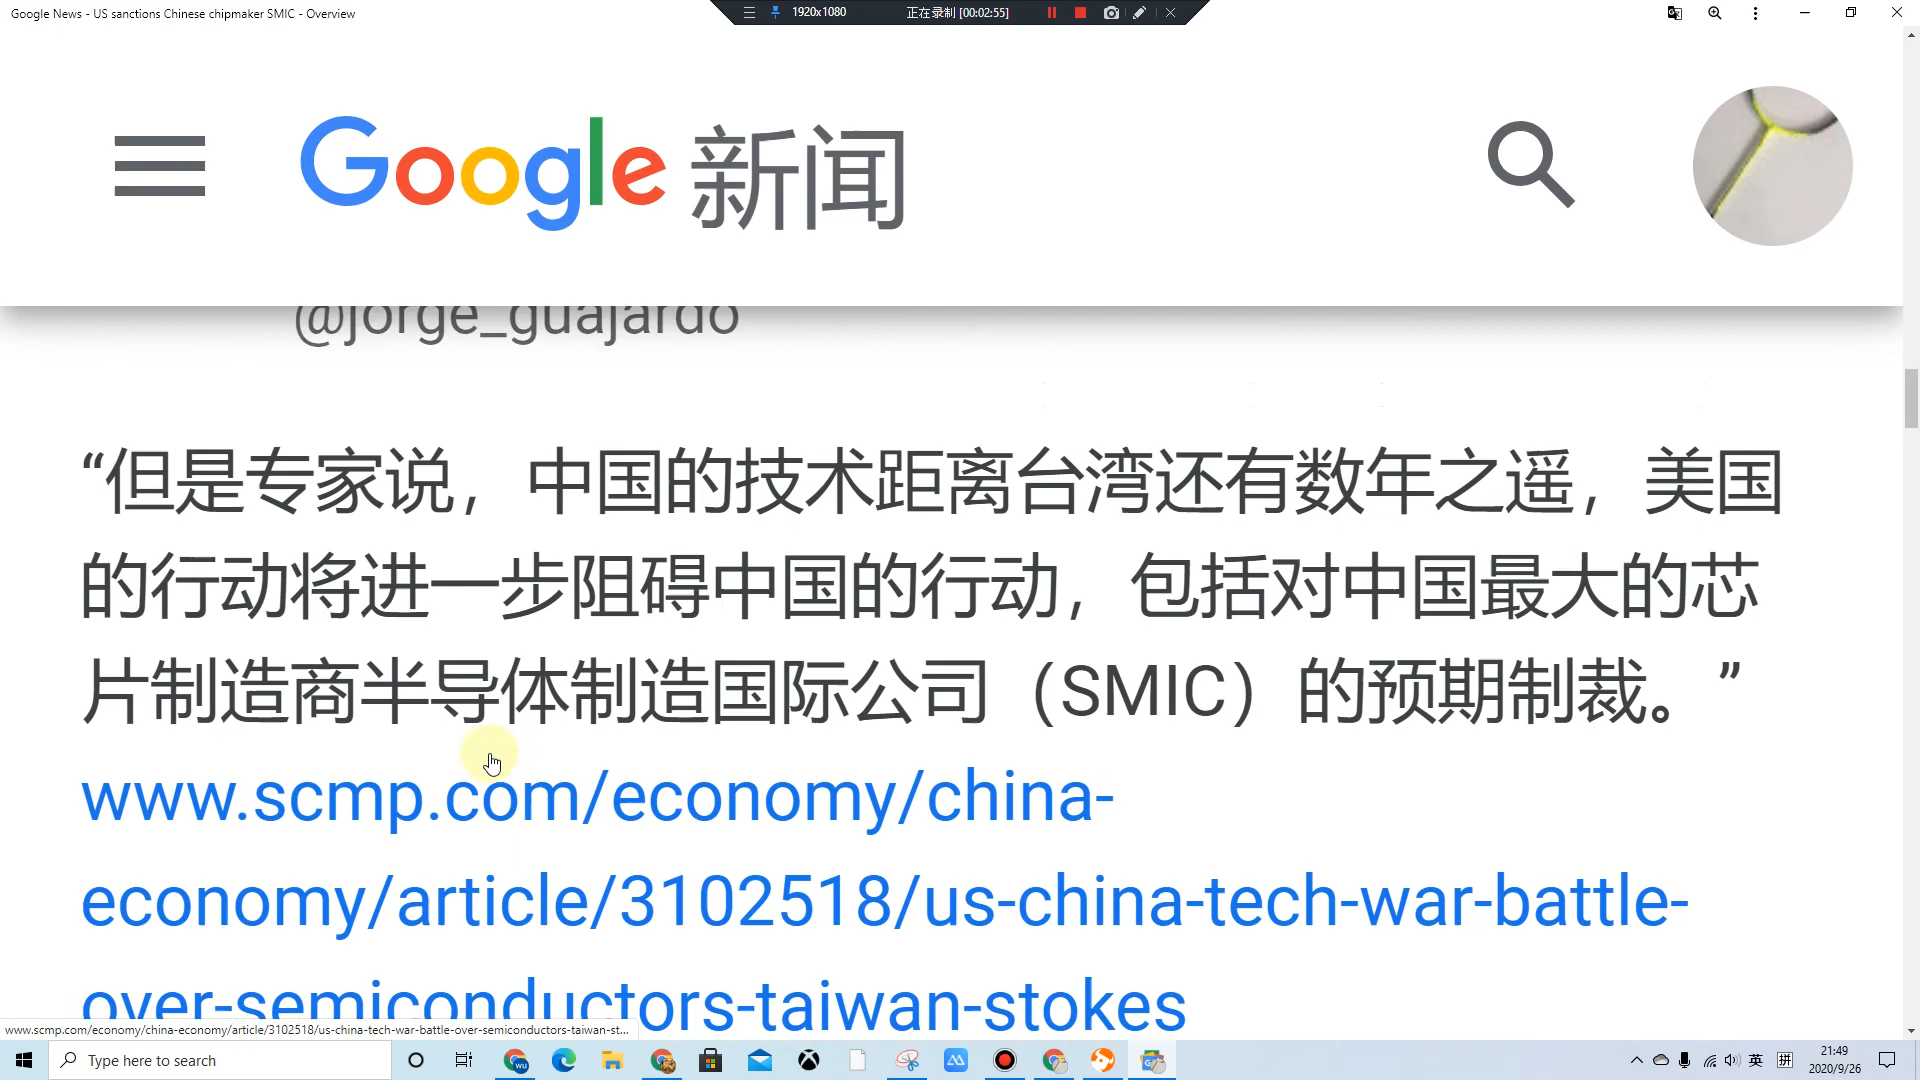 Google News - US sanctions Chinese chipmaker SMIC - Overview
1920x1080
正在录制 [00:02:55]
Google 新闻
@jorge_guajardo
“但是专家说，中国的技术距离台湾还有数年之遥，美国
的行动将进一步阻碍中国的行动，包括对中国最大的芯
片制造商半导体制造国际公司（SMIC）的预期制裁。”
www.scmp.com/economy/china-
economy/article/3102518/us-china-tech-war-battle-
over-semiconductors-taiwan-stokes
www.scmp.com/economy/china-economy/article/3102518/us-china-tech-war-battle-over-semiconductors-taiwan-st...
Type here to search
WU
英
拼
21:49
2020/9/26